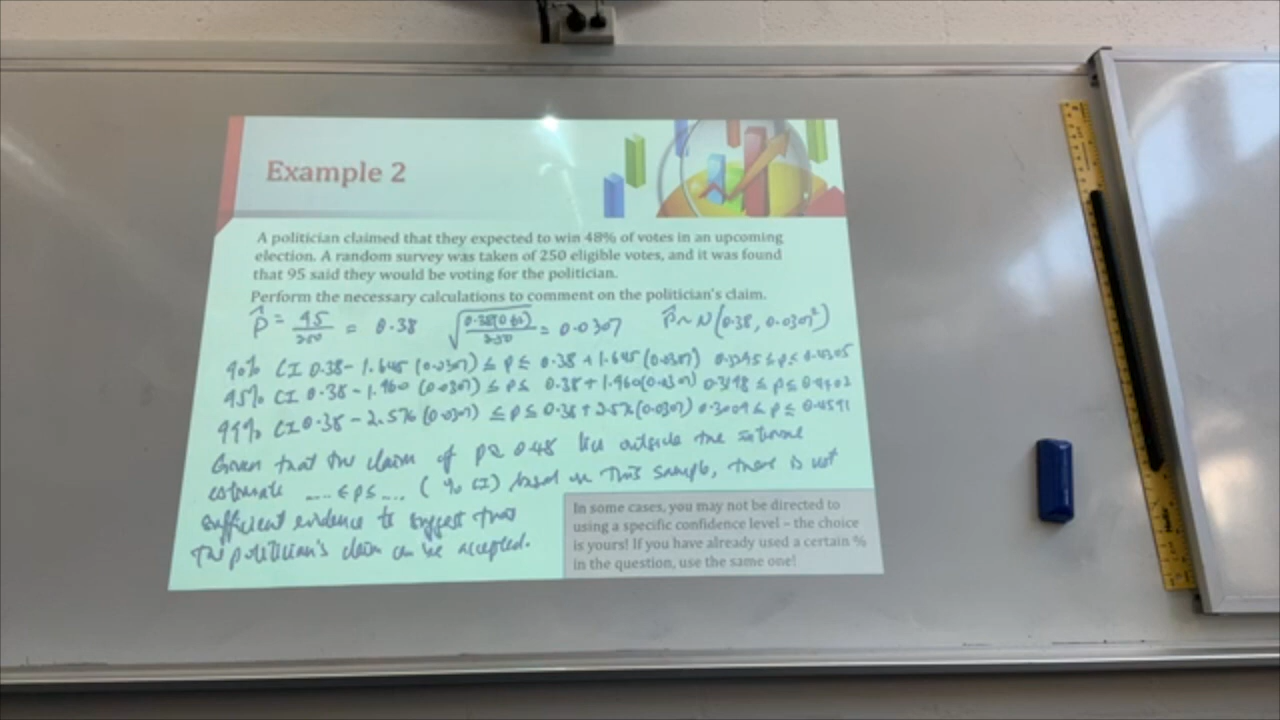 Example 2
A politician claimed that they expected to win 48% of votes in an upcoming
election. A random survey was taken of 250 eligible votes, and it was found
that 95 said they would be voting for the politician.
Perform the necessary calculations to comment on the politician's claim.
p̂ = 95/250 = 0.38 √(0.38(0.62)/250) = 0.0307 p̂ ~ N(0.38, 0.0307²)
90% CI 0.38 - 1.645 (0.0307) ≤ p ≤ 0.38 + 1.645 (0.0307) 0.3295 ≤ p ≤ 0.4305
95% CI 0.38 - 1.960 (0.0307) ≤ p ≤ 0.38 + 1.960(0.0307) 0.3198 ≤ p ≤ 0.4402
99% CI 0.38 - 2.576 (0.0307) ≤ p ≤ 0.38 + 2.576(0.0307) 0.3009 ≤ p ≤ 0.4591
Given that the claim of p = 0.48 lies outside the interval
estimate ..... ≤ p ≤ .... ( % CI) based on this sample, there is not
sufficient evidence to suggest that
the politician's claim can be accepted.
In some cases, you may not be directed to
using a specific confidence level – the choice
is yours! If you have already used a certain %
in the question, use the same one!